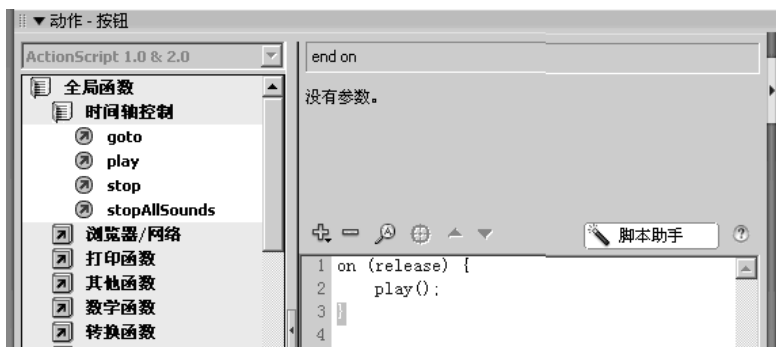 动作 - 按钮
ActionScript 1.0 & 2.0
全局函数
时间轴控制
goto
play
stop
stopAllSounds
浏览器/网络
打印函数
其他函数
数学函数
转换函数
end on
没有参数。
脚本助手
1 on (release) {
2 play();
3 }
4